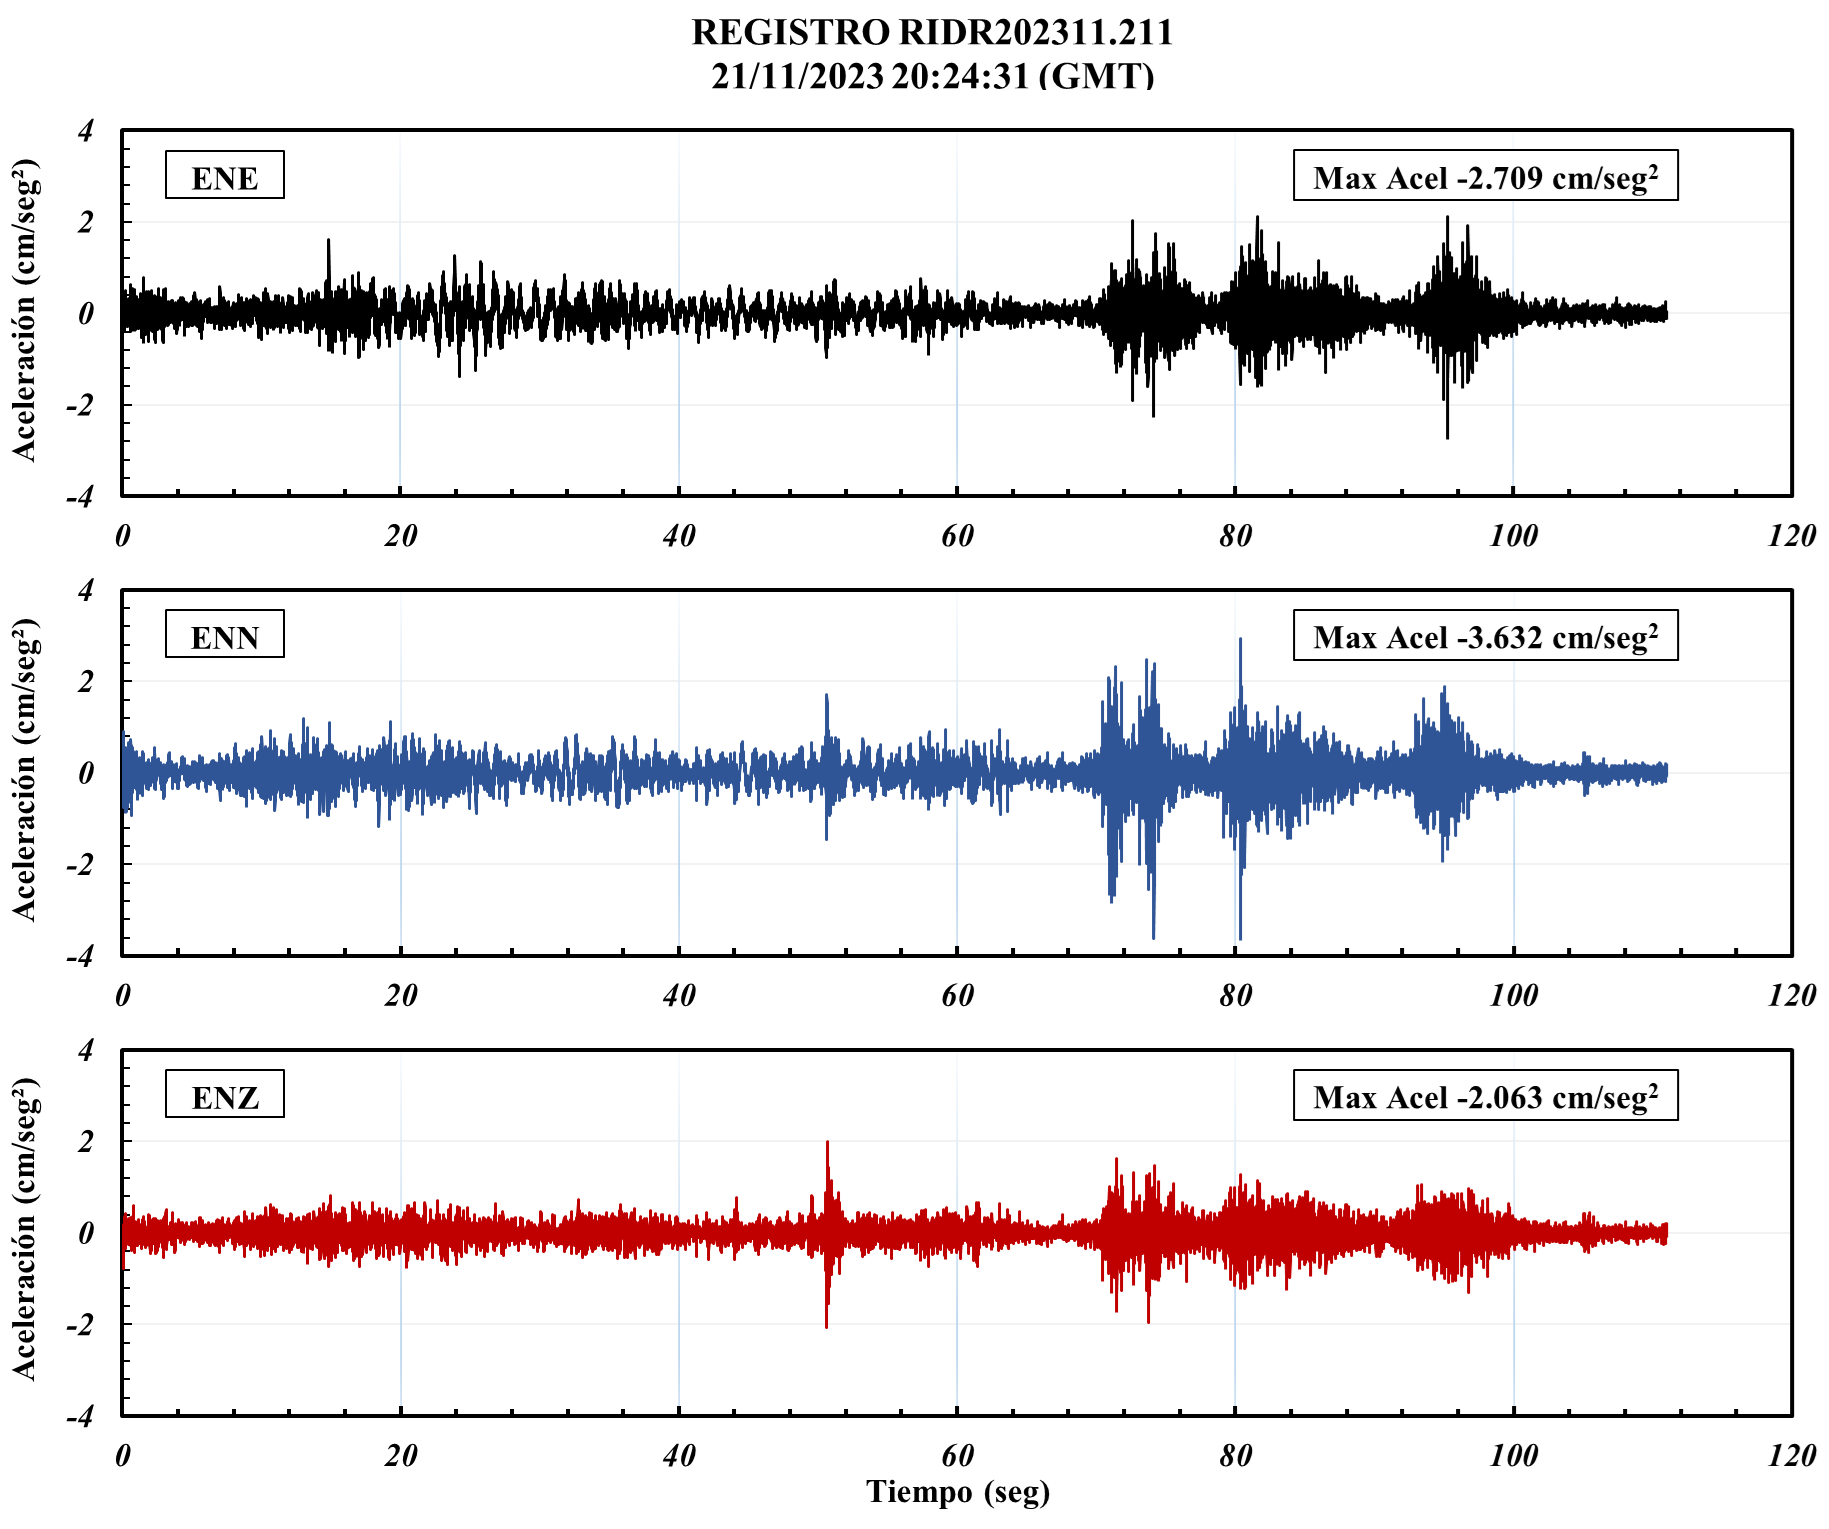 REGISTRO RIDR202311.211
21/11/2023 20:24:31 (GMT)
Aceleración (cm/seg²)
4
2
0
-2
-4
ENE
Max Acel -2.709 cm/seg²
0 20 40 60 80 100 120
Aceleración (cm/seg²)
4
2
0
-2
-4
ENN
Max Acel -3.632 cm/seg²
0 20 40 60 80 100 120
Aceleración (cm/seg²)
4
2
0
-2
-4
ENZ
Max Acel -2.063 cm/seg²
0 20 40 60 80 100 120
Tiempo (seg)